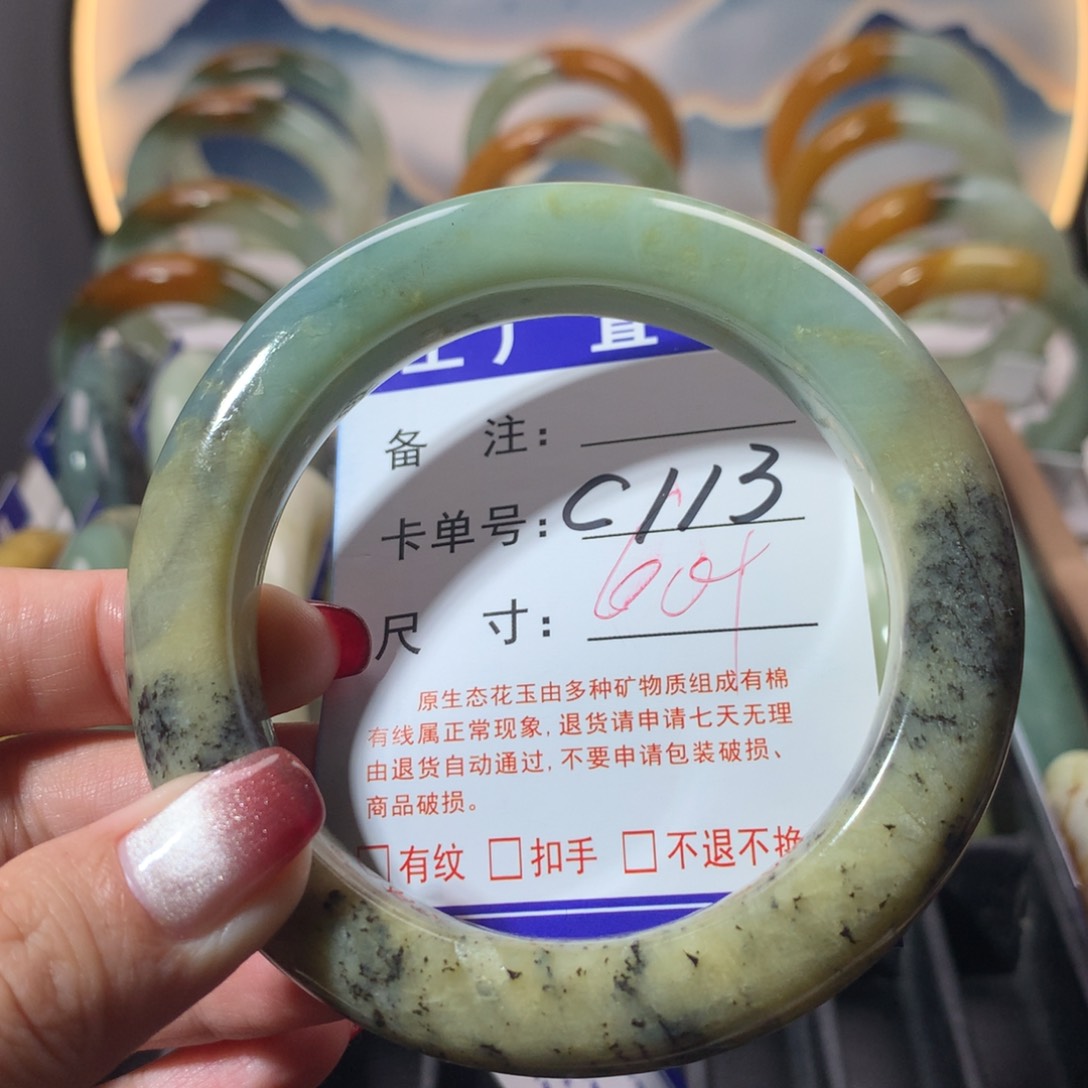 厂直
备 注:
卡单号: C113
尺 寸: 604
原生态花玉由多种矿物质组成有棉
有线属正常现象,退货请申请七天无理
由退货自动通过,不要申请包装破损、
商品破损。
□有纹 □扣手 □不退不换